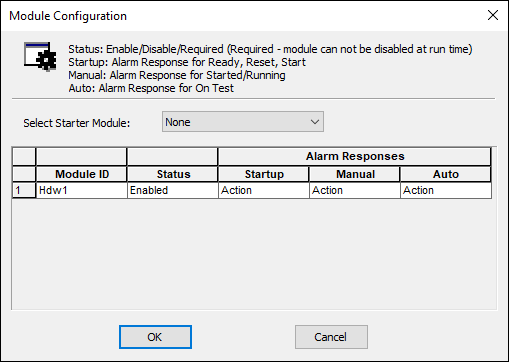 Module Configuration
Status: Enable/Disable/Required (Required - module can not be disabled at run time)
Startup: Alarm Response for Ready, Reset, Start
Manual: Alarm Response for Started/Running
Auto: Alarm Response for On Test
Select Starter Module: None
Alarm Responses
Module ID Status Startup Manual Auto
1 Hdw1 Enabled Action Action Action
OK Cancel